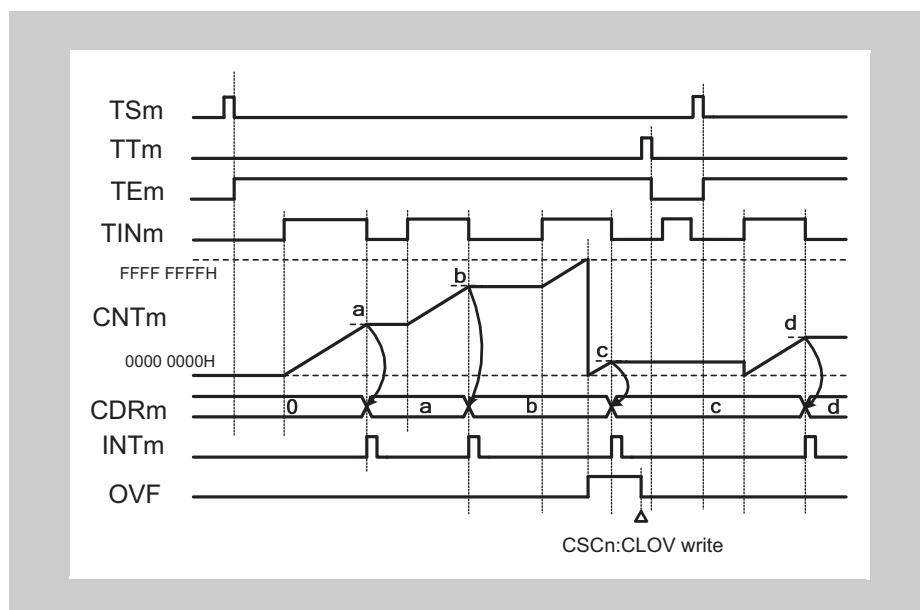 TSm
TTm
TEm
TINm
FFFF FFFFH
CNTm
0000 0000H
a
b
c
d
CDRm 0 a b c d
INTm
OVF
CSCn:CLOV write